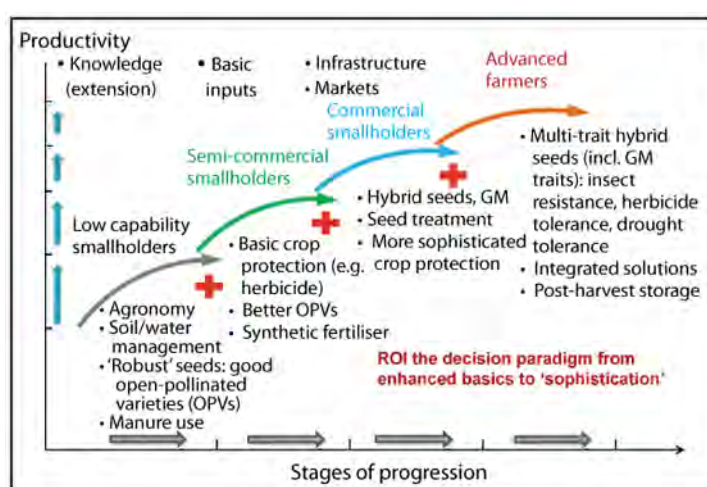 Productivity
• Knowledge
(extension)
• Basic
inputs
• Infrastructure
• Markets
Advanced
farmers
Commercial
smallholders
Semi-commercial
smallholders
Low capability
smallholders
• Agronomy
• Soil/water
management
• 'Robust' seeds: good
open-pollinated
varieties (OPVs)
• Manure use
• Basic crop
protection (e.g.
herbicide)
• Better OPVs
• Synthetic fertiliser
• Hybrid seeds, GM
• Seed treatment
• More sophisticated
crop protection
• Multi-trait hybrid
seeds (incl. GM
traits): insect
resistance, herbicide
tolerance, drought
tolerance
• Integrated solutions
• Post-harvest storage
ROI the decision paradigm from
enhanced basics to 'sophistication'
Stages of progression